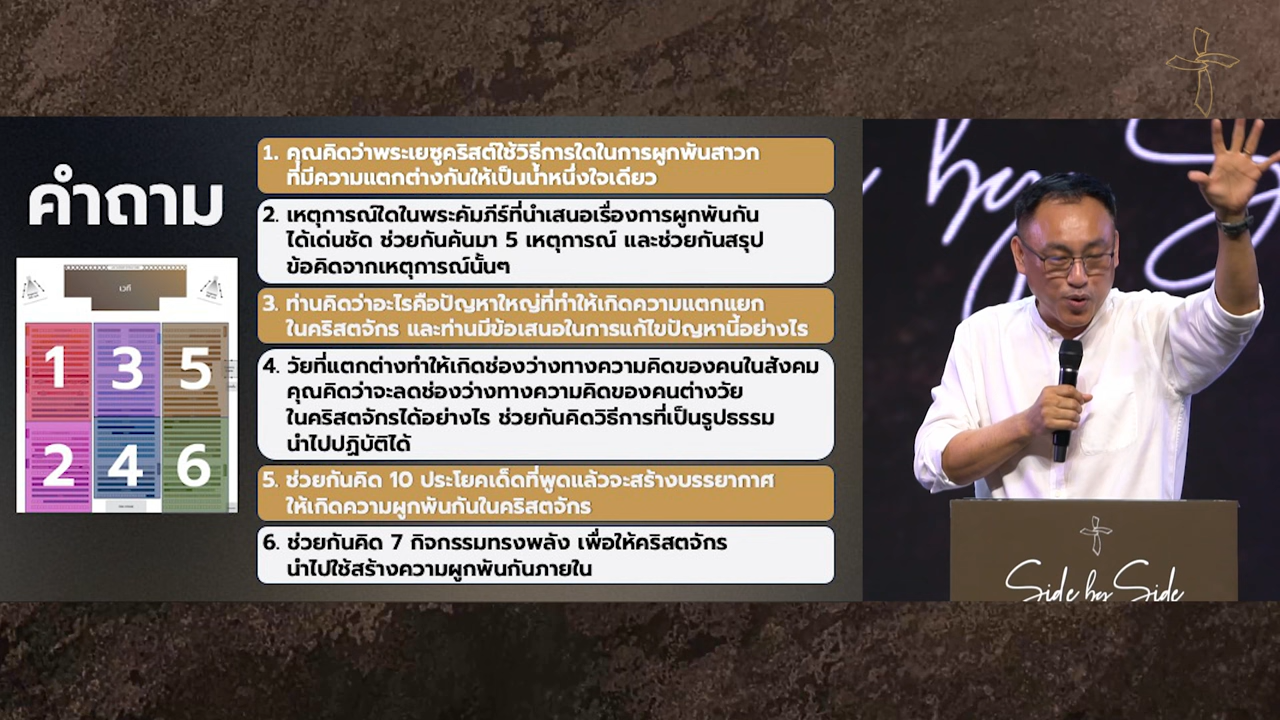 คำถาม
เวที
1
3
5
2
4
6
1. คุณคิดว่าพระเยซูคริสต์ใช้วิธีการใดในการผูกพันสาวก
ที่มีความแตกต่างกันให้เป็นน้ำหนึ่งใจเดียว
2. เหตุการณ์ใดในพระคัมภีร์ที่นำเสนอเรื่องการผูกพันกัน
ได้เด่นชัด ช่วยกันค้นมา 5 เหตุการณ์ และช่วยกันสรุป
ข้อคิดจากเหตุการณ์นั้นๆ
3. ท่านคิดว่าอะไรคือปัญหาใหญ่ที่ทำให้เกิดความแตกแยก
ในคริสตจักร และท่านมีข้อเสนอในการแก้ไขปัญหานี้อย่างไร
4. วัยที่แตกต่างทำให้เกิดช่องว่างทางความคิดของคนในสังคม
คุณคิดว่าจะลดช่องว่างทางความคิดของคนต่างวัย
ในคริสตจักรได้อย่างไร ช่วยกันคิดวิธีการที่เป็นรูปธรรม
นำไปปฏิบัติได้
5. ช่วยกันคิด 10 ประโยคเด็ดที่พูดแล้วจะสร้างบรรยากาศ
ให้เกิดความผูกพันกันในคริสตจักร
6. ช่วยกันคิด 7 กิจกรรมทรงพลัง เพื่อให้คริสตจักร
นำไปใช้สร้างความผูกพันกันภายใน
by S
Side by Side